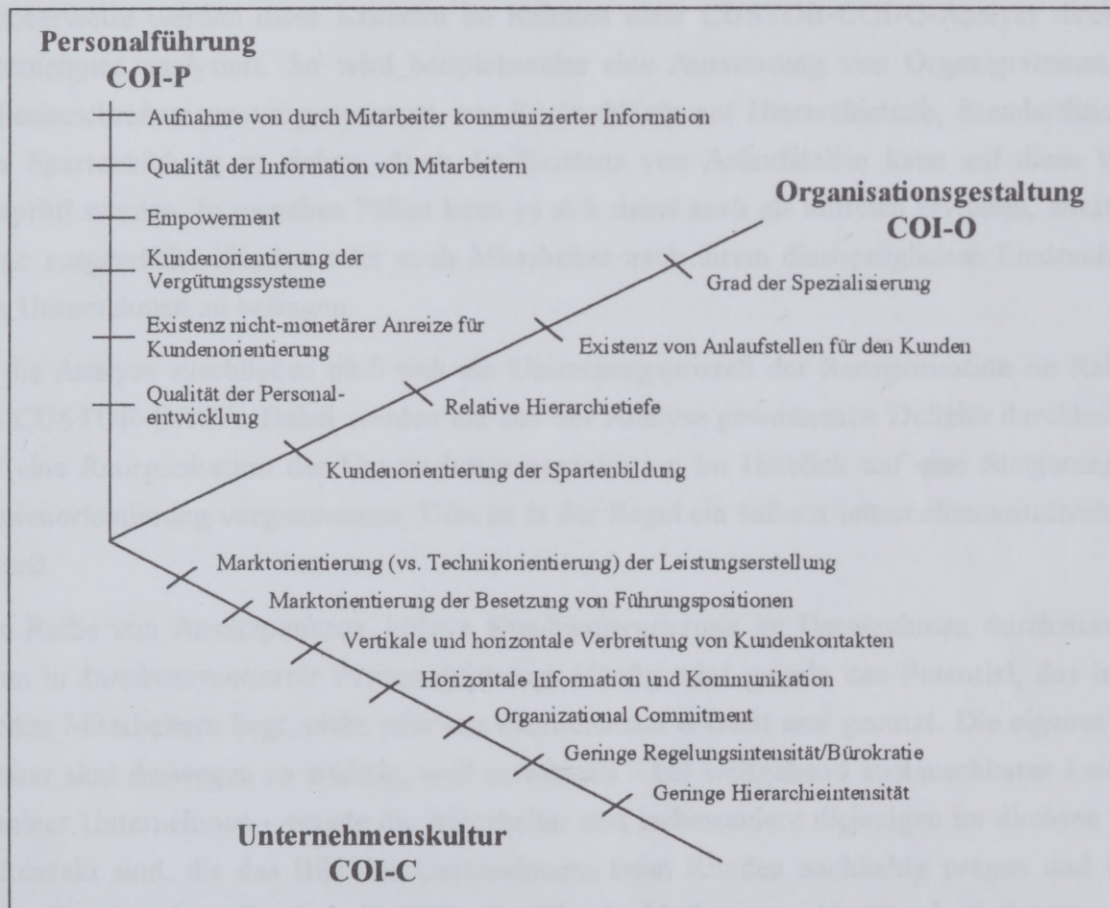 Personalführung
COI-P
Aufnahme von durch Mitarbeiter kommunizierter Information
Qualität der Information von Mitarbeitern
Empowerment
Kundenorientierung der
Vergütungssysteme
Existenz nicht-monetärer Anreize für
Kundenorientierung
Qualität der Personal-
entwicklung
Organisationsgestaltung
COI-O
Grad der Spezialisierung
Existenz von Anlaufstellen für den Kunden
Relative Hierarchietiefe
Kundenorientierung der Spartenbildung
Marktorientierung (vs. Technikorientierung) der Leistungserstellung
Marktorientierung der Besetzung von Führungspositionen
Vertikale und horizontale Verbreitung von Kundenkontakten
Horizontale Information und Kommunikation
Organizational Commitment
Geringe Regelungsintensität/Bürokratie
Geringe Hierarchieintensität
Unternehmenskultur
COI-C